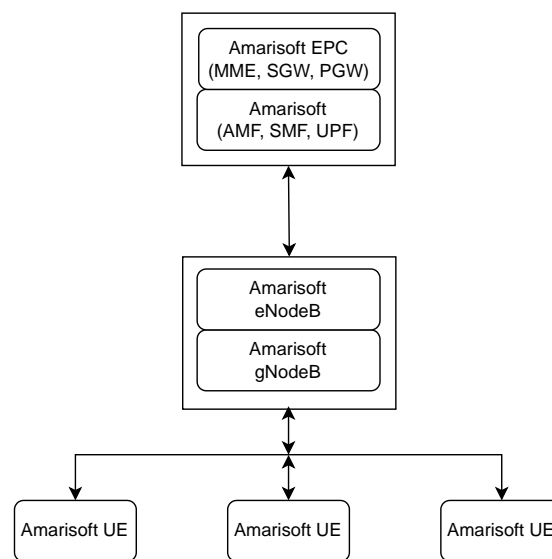 Amarisoft EPC
(MME, SGW, PGW)
Amarisoft
(AMF, SMF, UPF)
Amarisoft
eNodeB
Amarisoft
gNodeB
Amarisoft UE
Amarisoft UE
Amarisoft UE